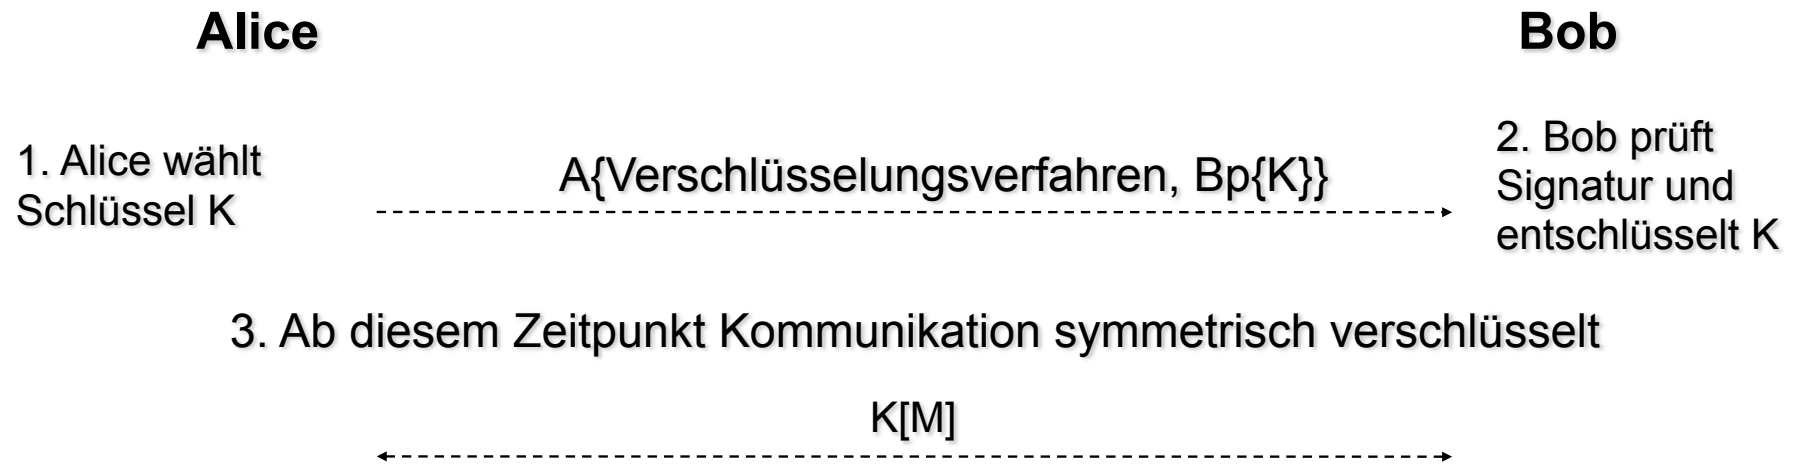 Alice
Bob
1. Alice wählt
Schlüssel K
A{Verschlüsselungsverfahren, Bp{K}}
2. Bob prüft
Signatur und
entschlüsselt K
3. Ab diesem Zeitpunkt Kommunikation symmetrisch verschlüsselt
K[M]